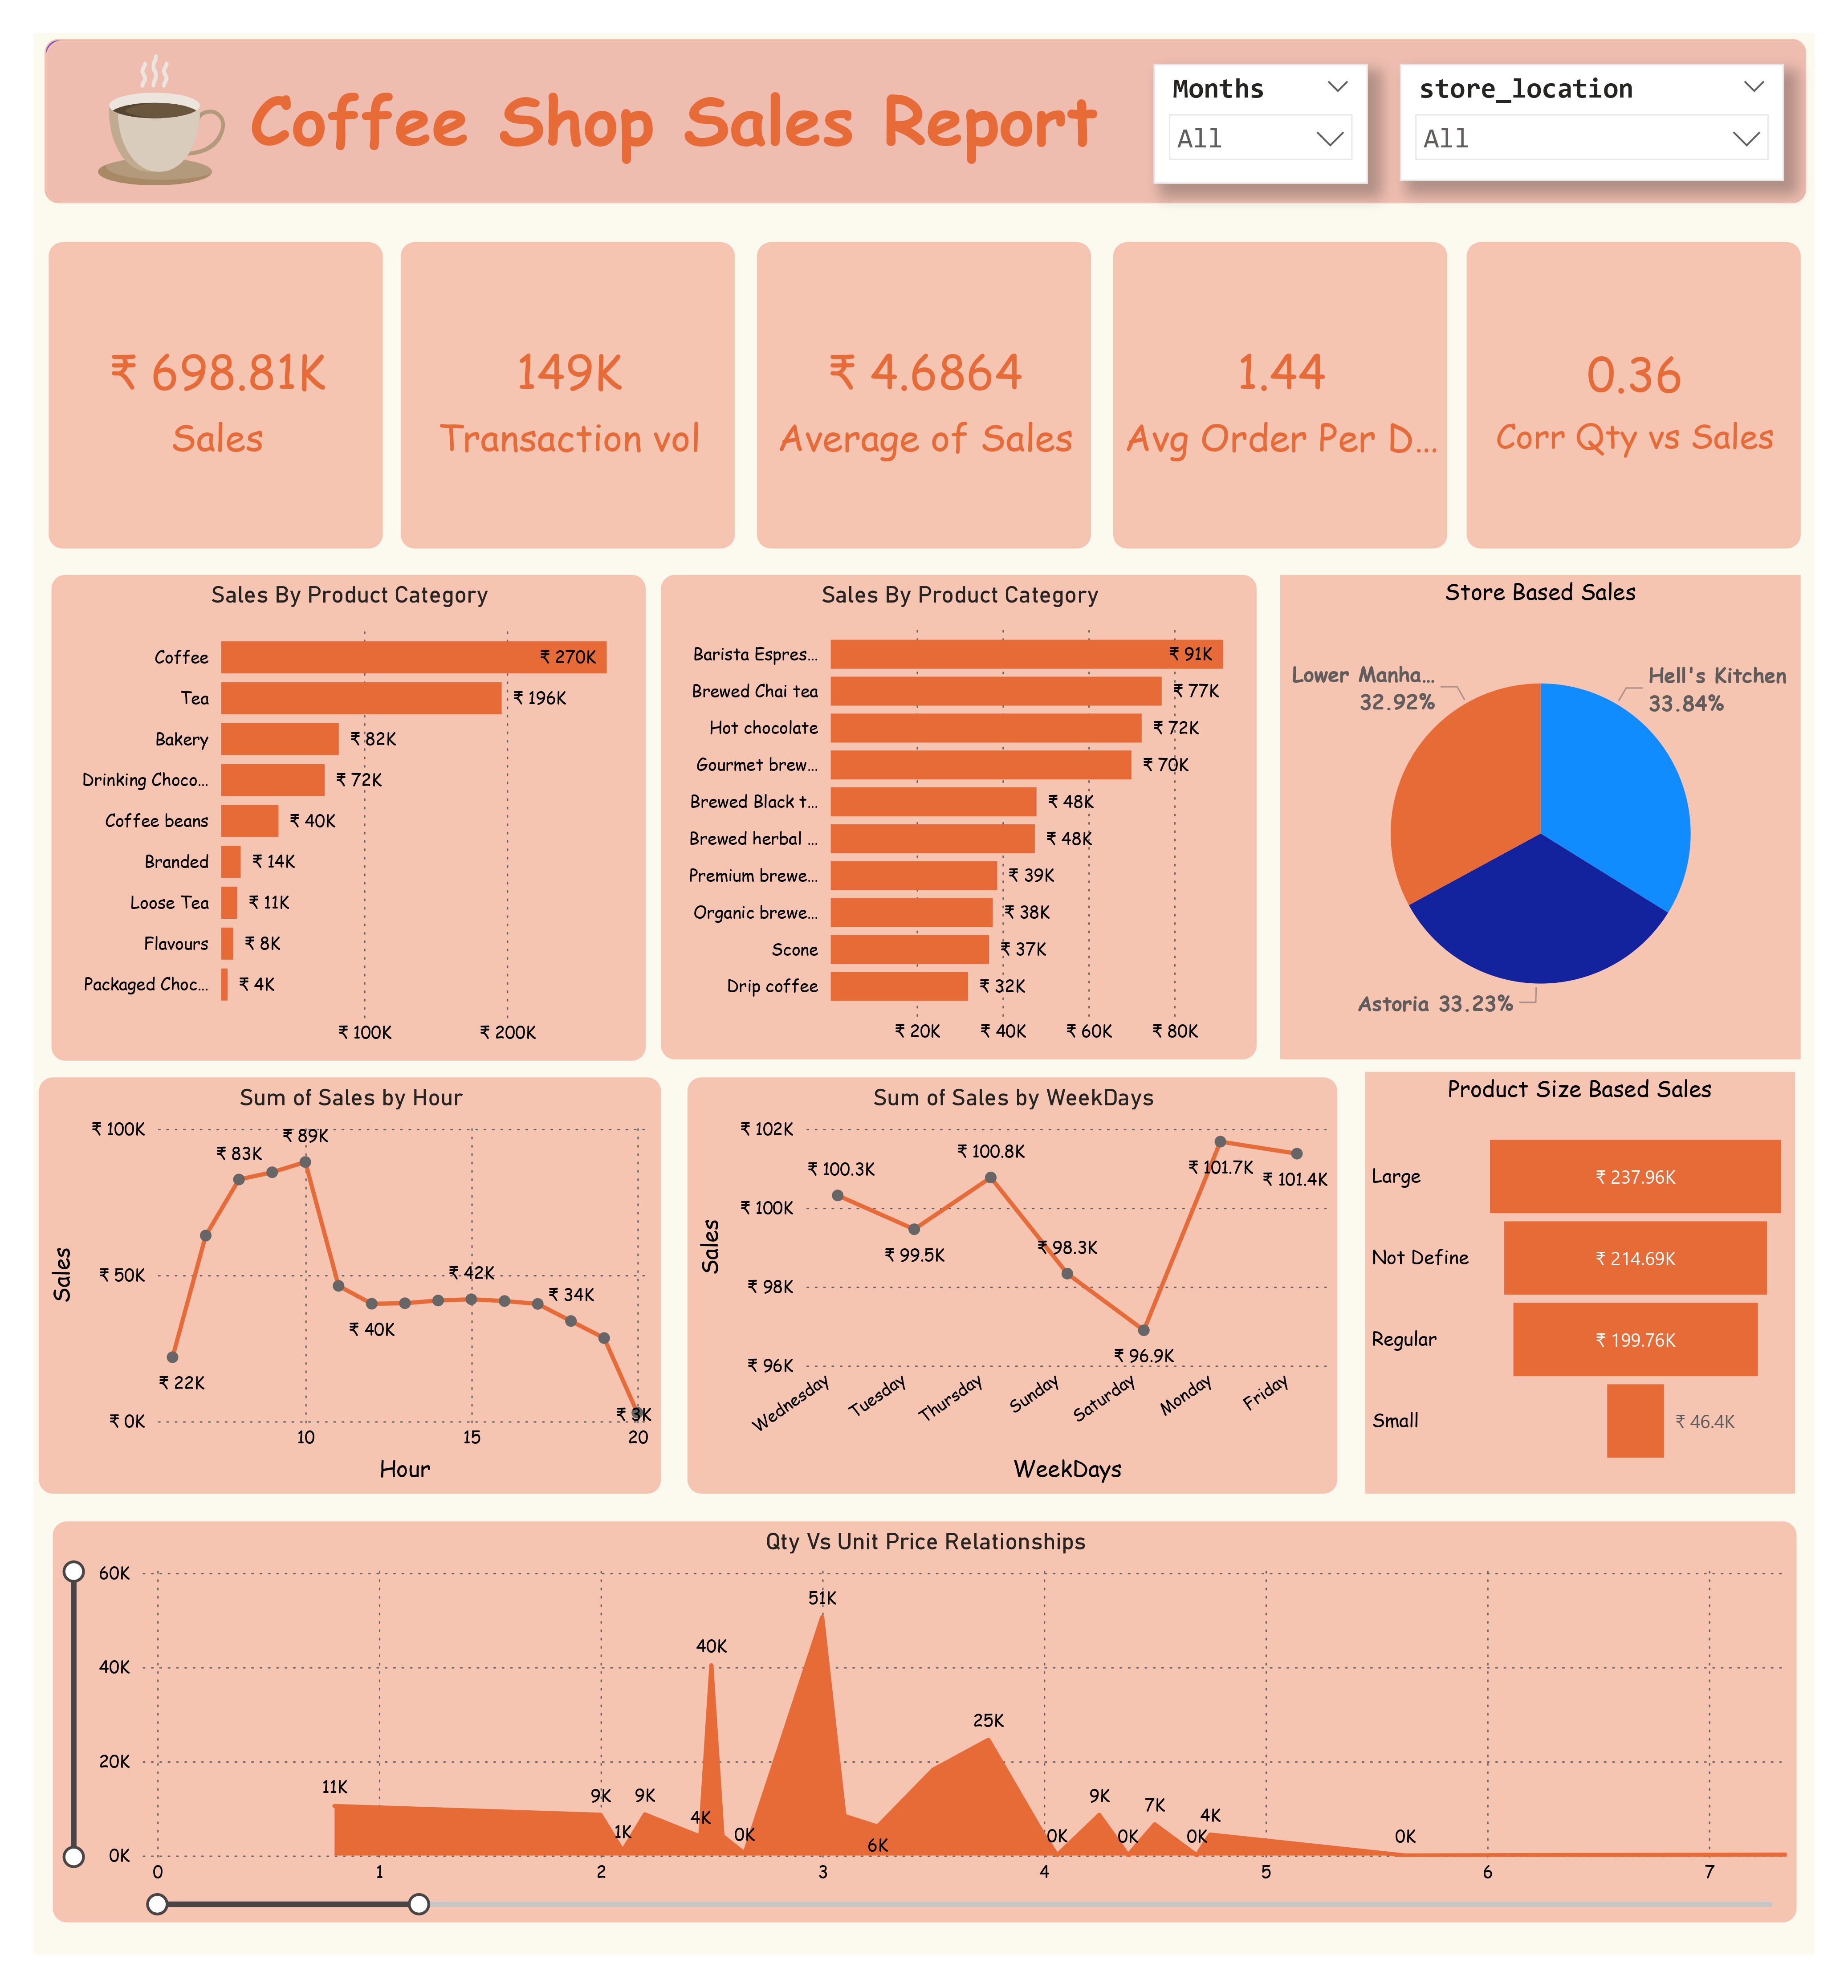 Coffee Shop Sales Report
Months
All
store_location
All
₹ 698.81K
Sales
149K
Transaction vol
₹ 4.6864
Average of Sales
1.44
Avg Order Per D...
0.36
Corr Qty vs Sales
Sales By Product Category
Coffee ₹ 270K
Tea ₹ 196K
Bakery ₹ 82K
Drinking Choco... ₹ 72K
Coffee beans ₹ 40K
Branded ₹ 14K
Loose Tea ₹ 11K
Flavours ₹ 8K
Packaged Choc... ₹ 4K
₹ 100K ₹ 200K
Sales By Product Category
Barista Espres... ₹ 91K
Brewed Chai tea ₹ 77K
Hot chocolate ₹ 72K
Gourmet brew... ₹ 70K
Brewed Black t... ₹ 48K
Brewed herbal ... ₹ 48K
Premium brewe... ₹ 39K
Organic brewe... ₹ 38K
Scone ₹ 37K
Drip coffee ₹ 32K
₹ 20K ₹ 40K ₹ 60K ₹ 80K
Store Based Sales
Lower Manha...
32.92%
Hell's Kitchen
33.84%
Astoria 33.23%
Sum of Sales by Hour
Sales
₹ 100K
₹ 50K
₹ 0K
₹ 22K
₹ 83K
₹ 89K
₹ 40K
₹ 42K
₹ 34K
₹ 3K
10 15 20
Hour
Sum of Sales by WeekDays
Sales
₹ 102K
₹ 100K
₹ 98K
₹ 96K
₹ 100.3K
₹ 99.5K
₹ 100.8K
₹ 98.3K
₹ 96.9K
₹ 101.7K
₹ 101.4K
Wednesday Tuesday Thursday Sunday Saturday Monday Friday
WeekDays
Product Size Based Sales
Large ₹ 237.96K
Not Define ₹ 214.69K
Regular ₹ 199.76K
Small ₹ 46.4K
Qty Vs Unit Price Relationships
60K
40K
20K
0K
11K
9K
1K
9K
4K
40K
0K
51K
6K
25K
0K
9K
0K
7K
0K
4K
0K
0 1 2 3 4 5 6 7